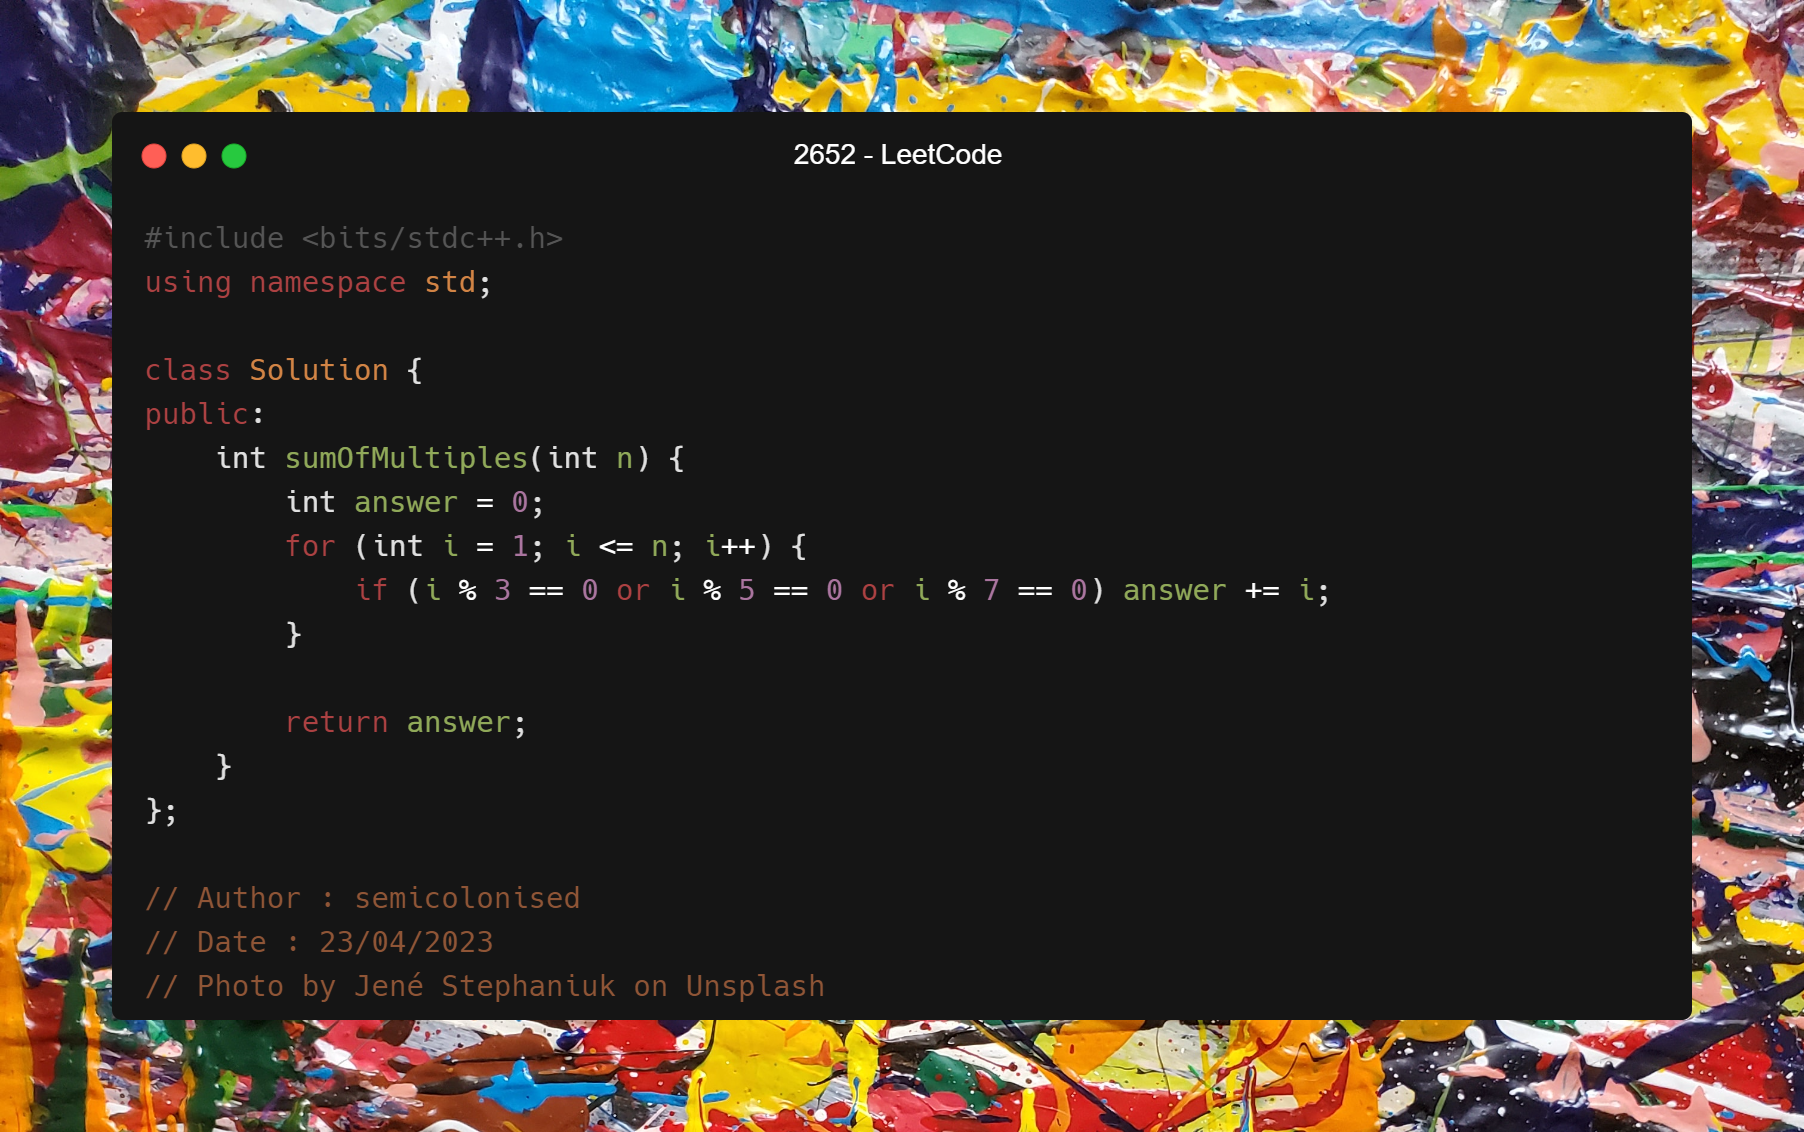 2652 - LeetCode
#include <bits/stdc++.h>
using namespace std;
class Solution {
public:
    int sumOfMultiples(int n) {
        int answer = 0;
        for (int i = 1; i <= n; i++) {
            if (i % 3 == 0 or i % 5 == 0 or i % 7 == 0) answer += i;
        }
        return answer;
    }
};
// Author : semicolonised
// Date : 23/04/2023
// Photo by Jené Stephaniuk on Unsplash